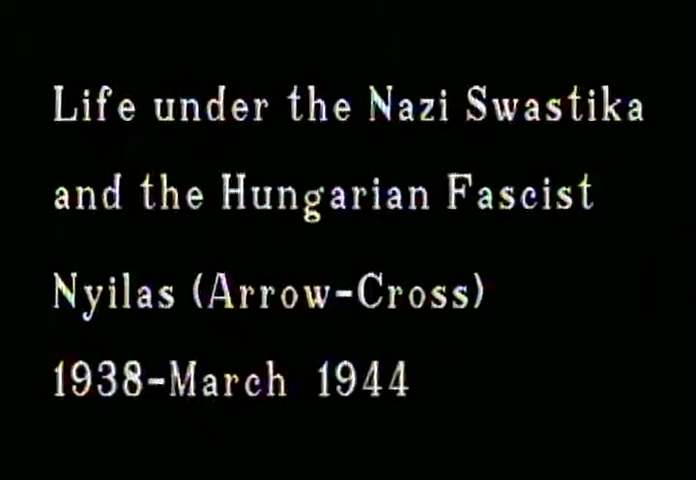 Life under the Nazi Swastika
and the Hungarian Fascist
Nyilas (Arrow-Cross)
1938-March 1944